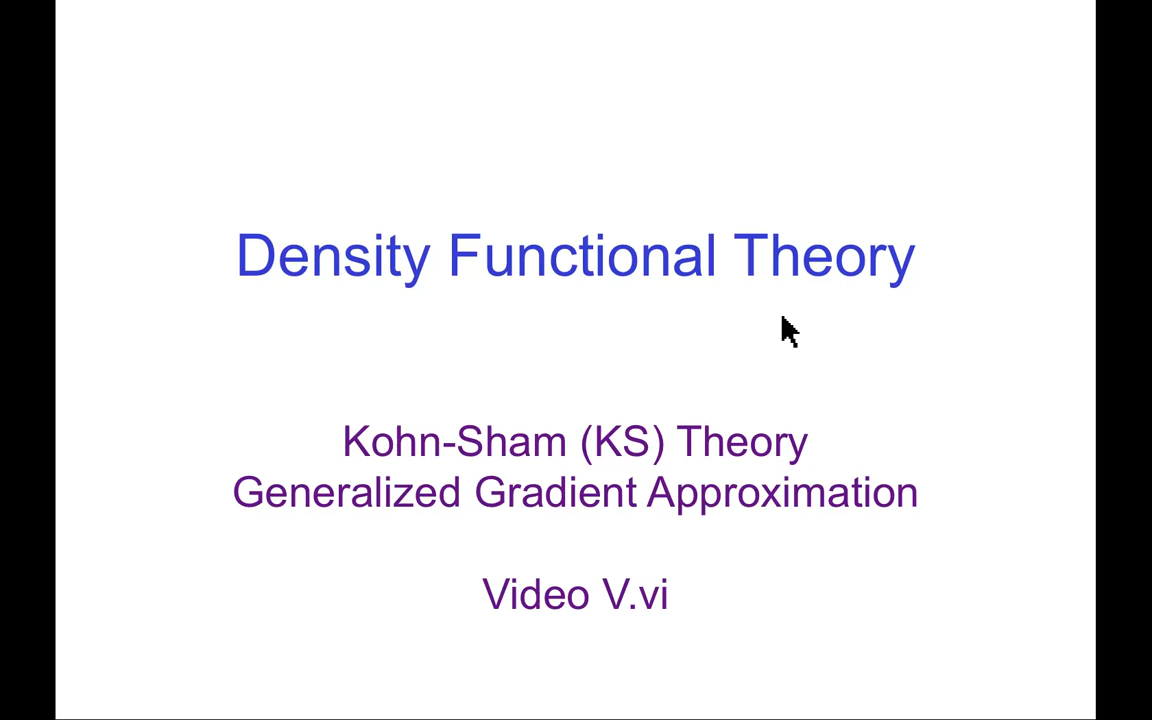 Density Functional Theory
Kohn-Sham (KS) Theory
Generalized Gradient Approximation
Video V.vi